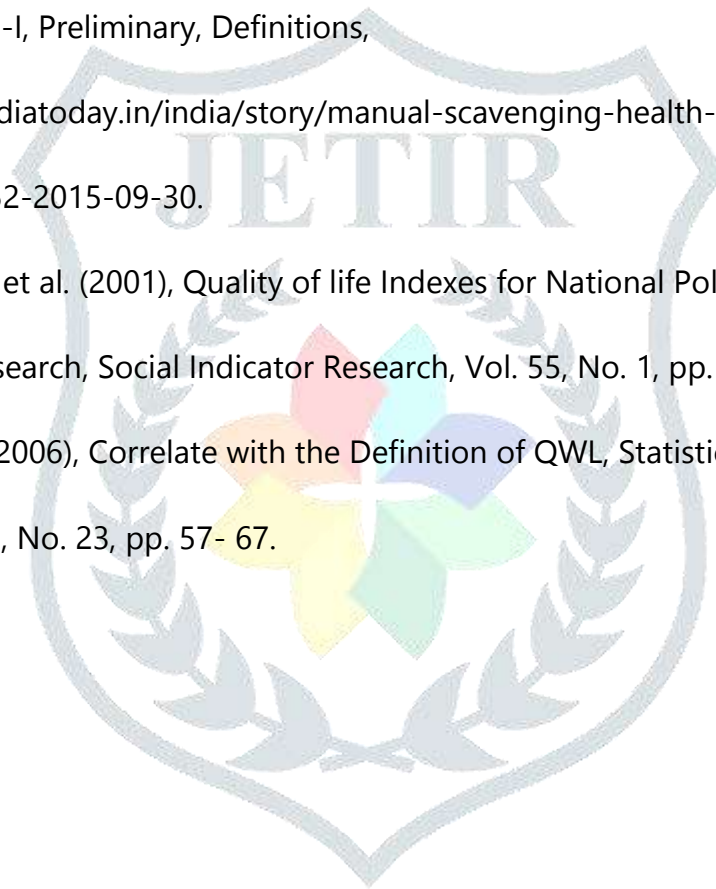 -I, Preliminary, Definitions,
diatoday.in/india/story/manual-scavenging-health-
2-2015-09-30.
JETIR
et al. (2001), Quality of life Indexes for National Pol
search, Social Indicator Research, Vol. 55, No. 1, pp.
2006), Correlate with the Definition of QWL, Statisti
, No. 23, pp. 57- 67.